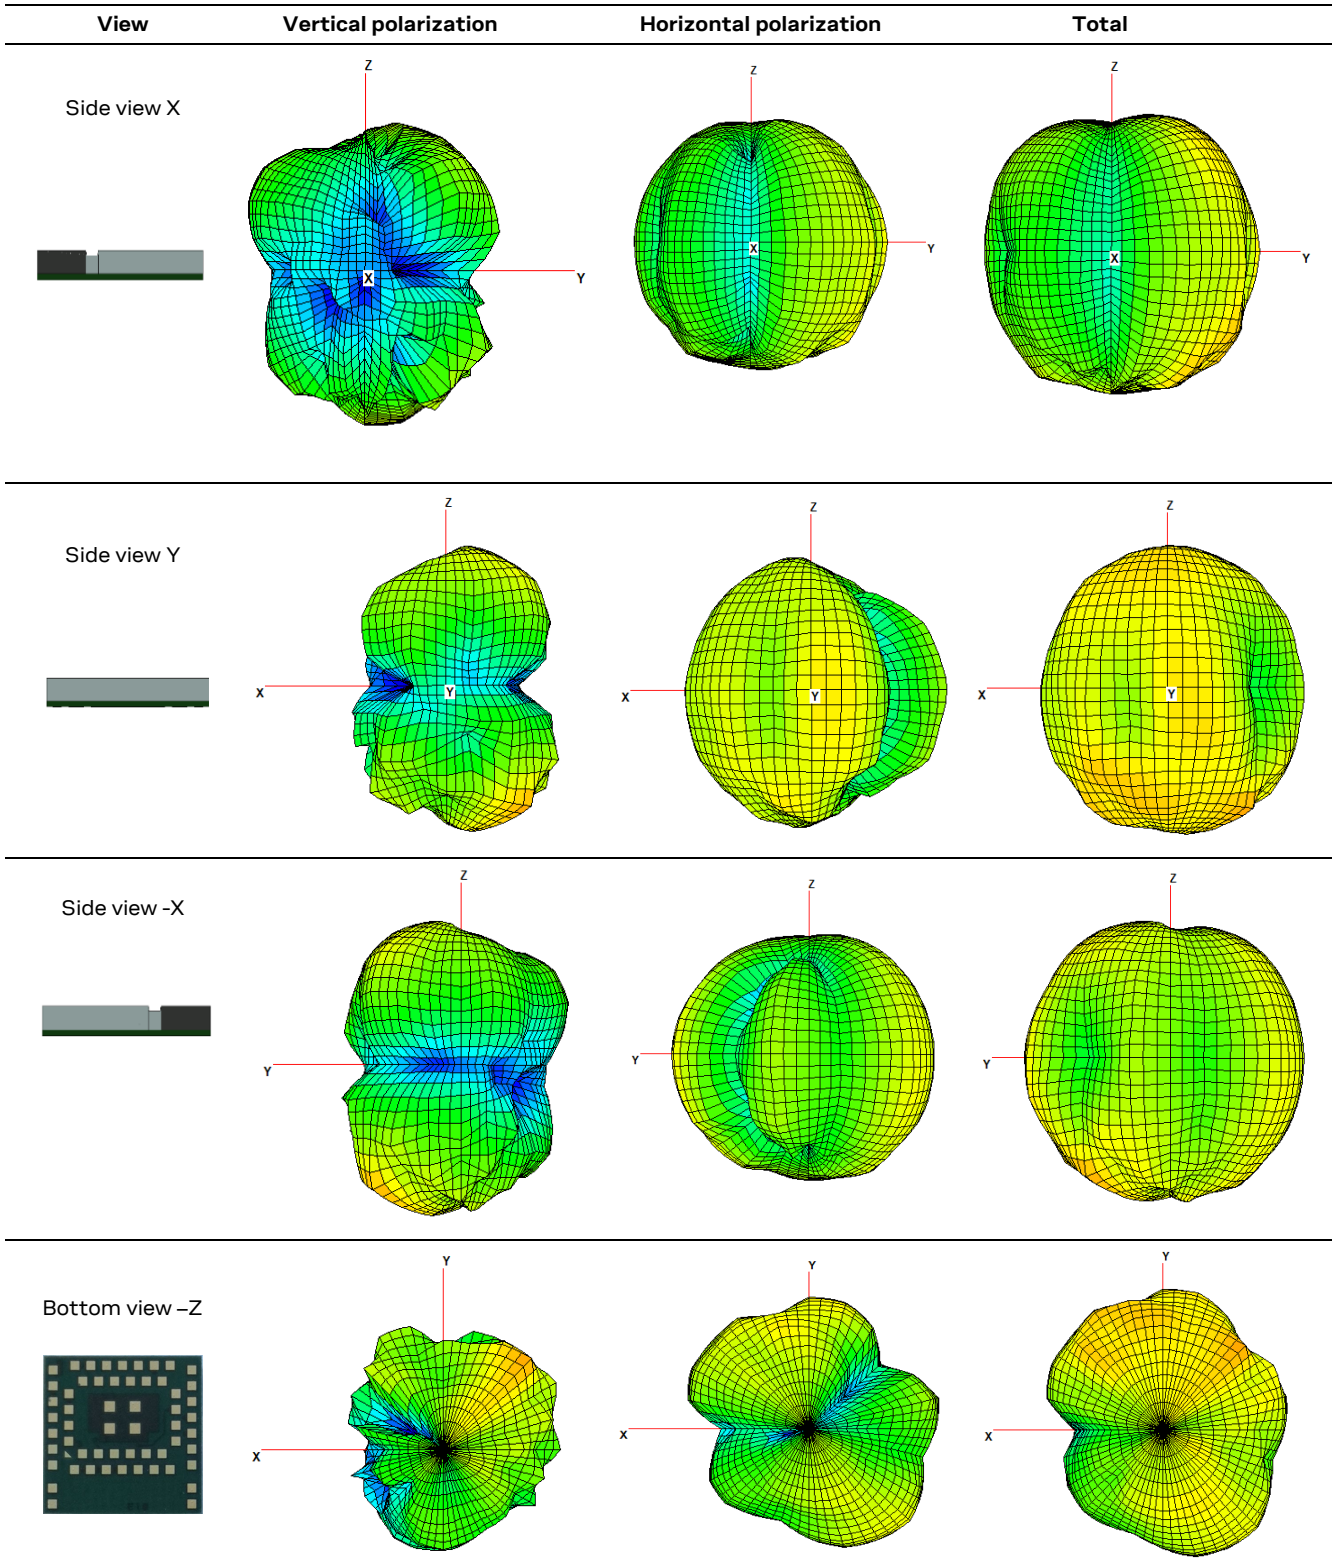 View Vertical polarization Horizontal polarization Total
Z Z Z
Side view X
X Y X Y X Y
Z Z Z
Side view Y
X Y X Y X Y
Z Z Z
Side view -X
Y Y Y
Y Y Y
Bottom view –Z
X X X